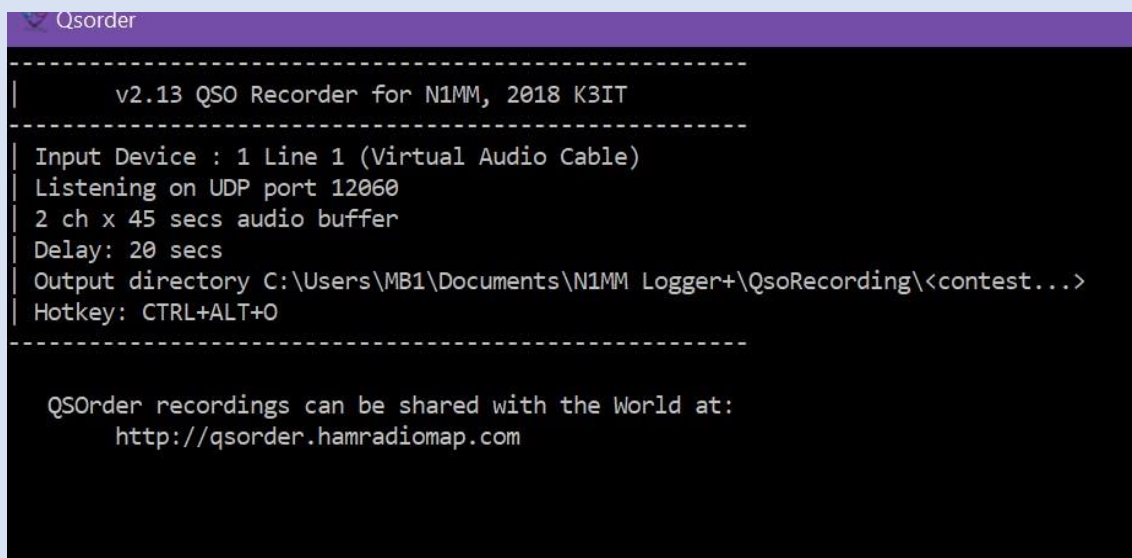 Qsorder
-------------------------------------------------------
| v2.13 QSO Recorder for N1MM, 2018 K3IT
-------------------------------------------------------
| Input Device : 1 Line 1 (Virtual Audio Cable)
| Listening on UDP port 12060
| 2 ch x 45 secs audio buffer
| Delay: 20 secs
| Output directory C:\Users\MB1\Documents\N1MM Logger+\QsoRecording\<contest...>
| Hotkey: CTRL+ALT+O
-------------------------------------------------------
QSOrder recordings can be shared with the World at:
http://qsorder.hamradiomap.com